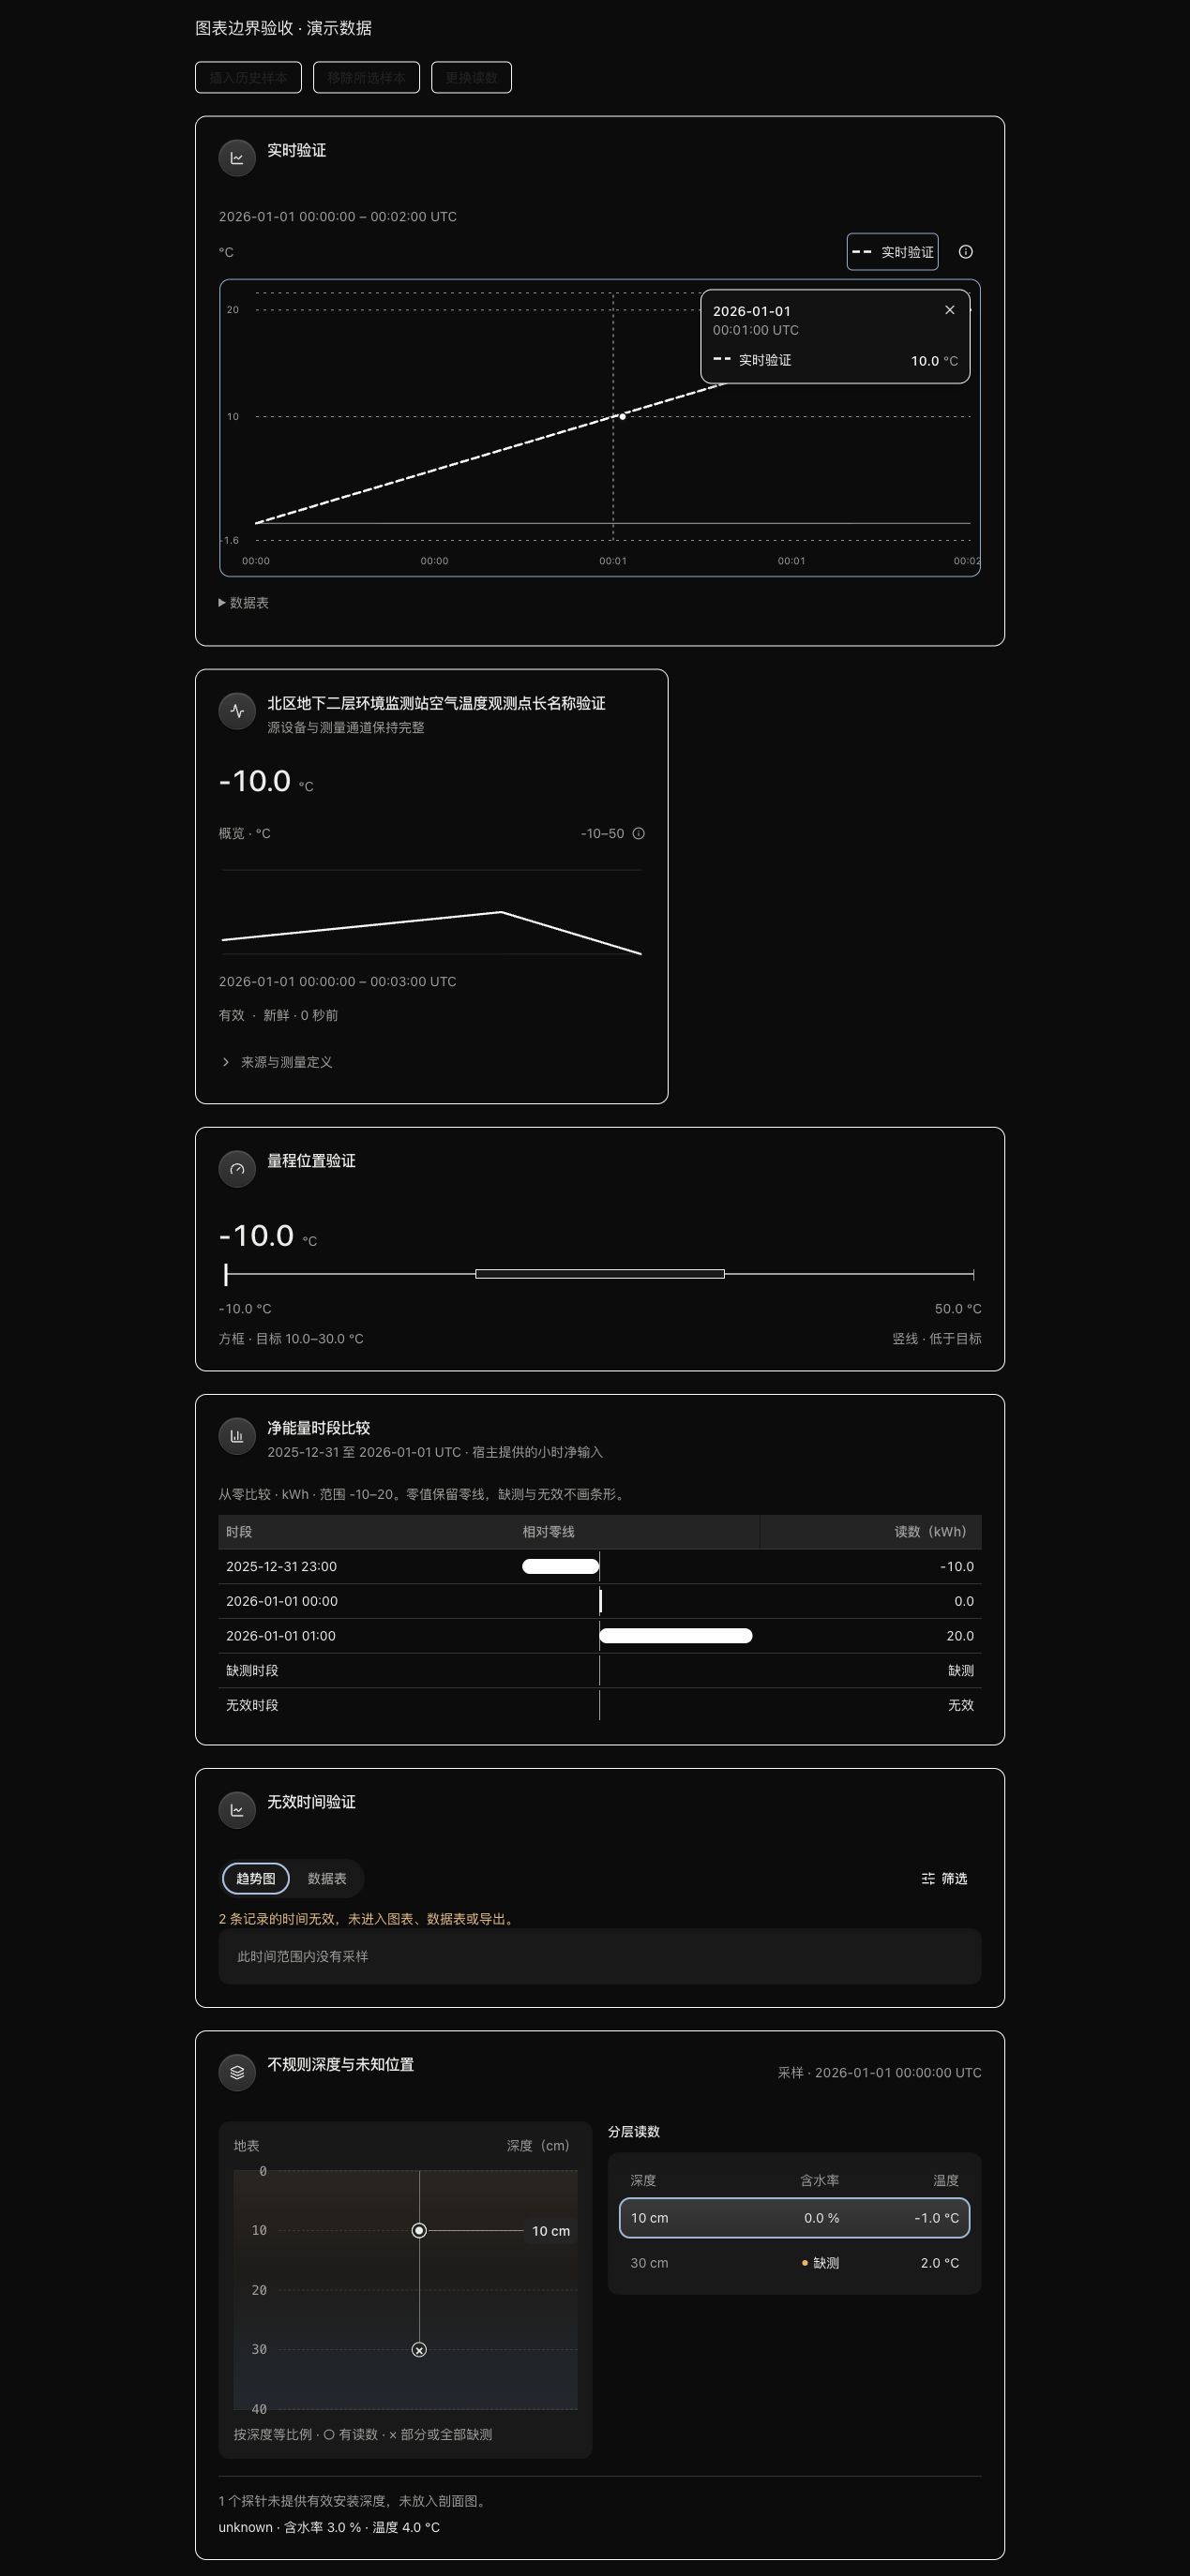 图表边界验收 · 演示数据
插入历史样本 移除所选样本 更换读数
实时验证
2026-01-01 00:00:00 – 00:02:00 UTC
°C 实时验证
20
2026-01-01
00:01:00 UTC
实时验证 10.0 °C
10
-1.6
00:00 00:00 00:01 00:01 00:02
数据表
北区地下二层环境监测站空气温度观测点长名称验证
源设备与测量通道保持完整
-10.0 °C
概览 · °C -10–50
2026-01-01 00:00:00 – 00:03:00 UTC
有效 · 新鲜 · 0 秒前
来源与测量定义
量程位置验证
-10.0 °C
-10.0 °C 50.0 °C
方框 · 目标 10.0–30.0 °C 竖线 · 低于目标
净能量时段比较
2025-12-31 至 2026-01-01 UTC · 宿主提供的小时净输入
从零比较 · kWh · 范围 -10–20。零值保留零线，缺测与无效不画条形。
时段 相对零线 读数（kWh）
2025-12-31 23:00 -10.0
2026-01-01 00:00 0.0
2026-01-01 01:00 20.0
缺测时段 缺测
无效时段 无效
无效时间验证
趋势图 数据表 筛选
2 条记录的时间无效，未进入图表、数据表或导出。
此时间范围内没有采样
不规则深度与未知位置 采样 · 2026-01-01 00:00:00 UTC
地表 深度（cm）
0
10 10 cm
20
30
40
按深度等比例 · ○ 有读数 · × 部分或全部缺测
分层读数
深度 含水率 温度
10 cm 0.0 % -1.0 °C
30 cm 缺测 2.0 °C
1 个探针未提供有效安装深度，未放入剖面图。
unknown · 含水率 3.0 % · 温度 4.0 °C